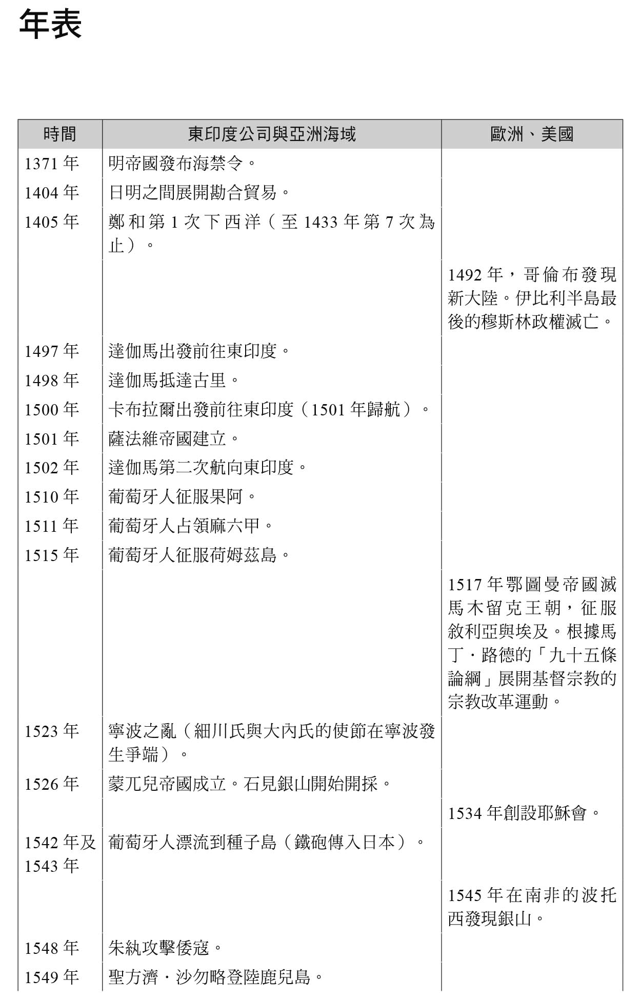 年表
時間 東印度公司與亞洲海域 歐洲、美國
1371 年 明帝國發布海禁令。
1404 年 日明之間展開勘合貿易。
1405 年 鄭和第 1 次下西洋（至 1433 年第 7 次為
止）。
1492 年，哥倫布發現
新大陸。伊比利半島最
後的穆斯林政權滅亡。
1497 年 達伽馬出發前往東印度。
1498 年 達伽馬抵達古里。
1500 年 卡布拉爾出發前往東印度（1501 年歸航）。
1501 年 薩法維帝國建立。
1502 年 達伽馬第二次航向東印度。
1510 年 葡萄牙人征服果阿。
1511 年 葡萄牙人占領麻六甲。
1515 年 葡萄牙人征服荷姆茲島。
1517 年鄂圖曼帝國滅
馬木留克王朝，征服
敘利亞與埃及。根據馬
丁．路德的「九十五條
論綱」展開基督宗教的
宗教改革運動。
1523 年 寧波之亂（細川氏與大內氏的使節在寧波發
生爭端）。
1526 年 蒙兀兒帝國成立。石見銀山開始開採。
1534 年創設耶穌會。
1542 年及 葡萄牙人漂流到種子島（鐵砲傳入日本）。
1543 年
1545 年在南非的波托
西發現銀山。
1548 年 朱紈攻擊倭寇。
1549 年 聖方濟．沙勿略登陸鹿兒島。